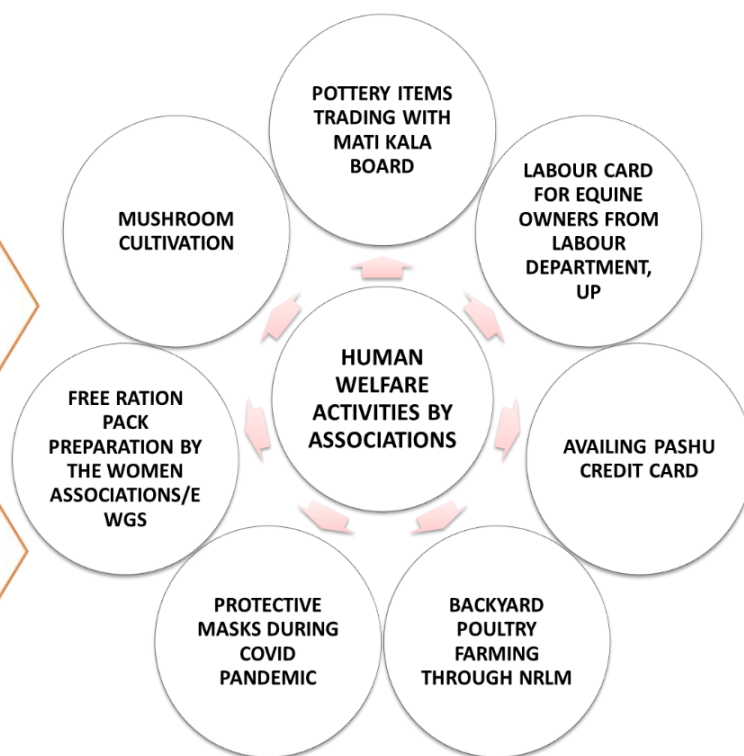 POTTERY ITEMS
TRADING WITH
MATI KALA
BOARD
LABOUR CARD
FOR EQUINE
OWNERS FROM
LABOUR
DEPARTMENT,
UP
AVAILING PASHU
CREDIT CARD
BACKYARD
POULTRY
FARMING
THROUGH NRLM
PROTECTIVE
MASKS DURING
COVID
PANDEMIC
FREE RATION
PACK
PREPARATION BY
THE WOMEN
ASSOCIATIONS/E
WGS
MUSHROOM
CULTIVATION
HUMAN
WELFARE
ACTIVITIES BY
ASSOCIATIONS